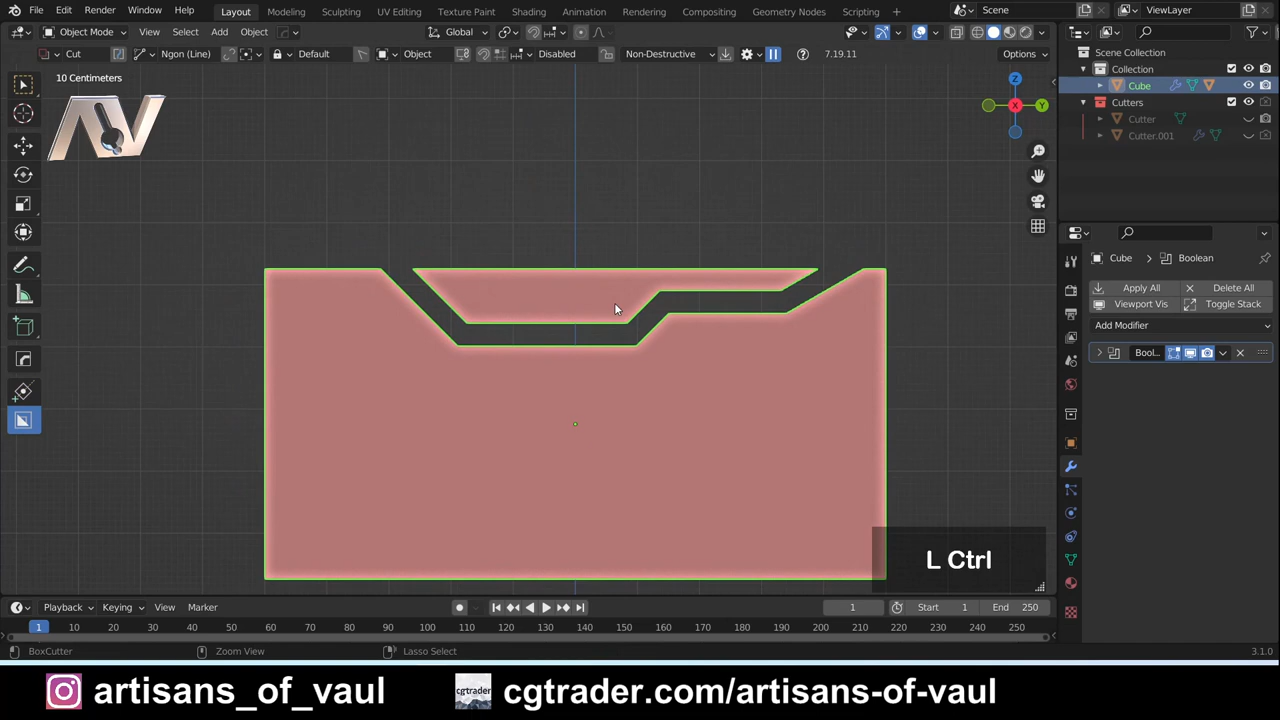 File Edit Render Window Help Layout Modeling Sculpting UV Editing Texture Paint Shading Animation Rendering Compositing Geometry Nodes Scripting + Scene ViewLayer
Object Mode View Select Add Object Global Options
Cut Ngon (Line) Default Object Disabled Non-Destructive 7.19.11
10 Centimeters
AV
Z
X
Y
Scene Collection
Collection
Cube
Cutters
Cutter
Cutter.001
Cube > Boolean
Apply All Delete All
Viewport Vis Toggle Stack
Add Modifier
Bool...
L Ctrl
Playback Keying View Marker 1 Start 1 End 250
1 10 20 30 40 50 60 70 80 90 100 110 120 130 140 150 160 170 180 190 200 210 220 230 240 250
BoxCutter Zoom View Lasso Select 3.1.0
artisans_of_vaul cgtrader cgtrader.com/artisans-of-vaul